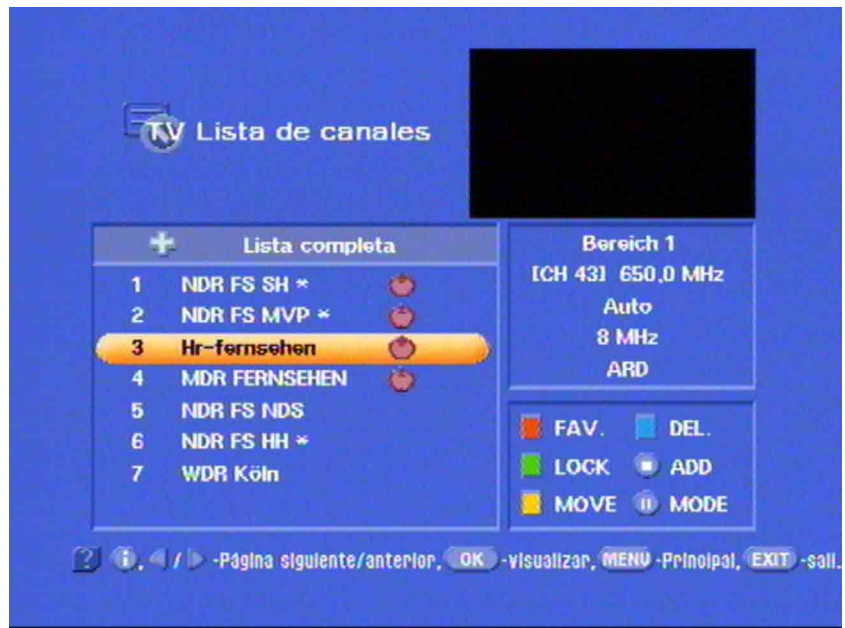 TV Lista de canales
Lista completa
1 NDR FS SH *
2 NDR FS MVP *
3 Hr-fernsehen
4 MDR FERNSEHEN
5 NDR FS NDS
6 NDR FS HH *
7 WDR Köln
Bereich 1
[CH 43] 650,0 MHz
Auto
8 MHz
ARD
FAV. DEL.
LOCK ADD
MOVE MODE
? i, / -Página siguiente/anterior, OK -visualizar, MENU -Principal, EXIT -sali..